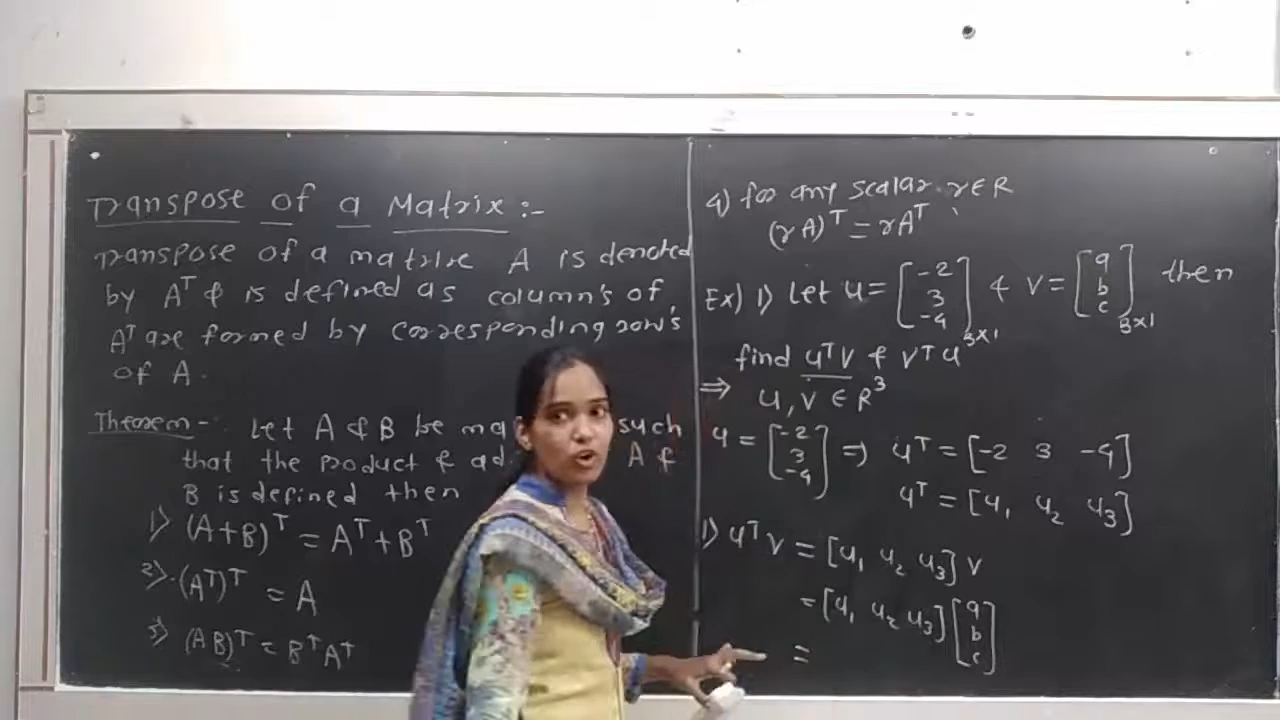 Transpose of a Matrix:-
Transpose of a matrix A is denoted
by Aᵀ & is defined as column's of
Aᵀ are formed by corresponding row's
of A.
Theorem - Let A & B be ma such
that the product & ad A &
B is defined then
1) (A+B)ᵀ = Aᵀ+Bᵀ
2) (Aᵀ)ᵀ = A
3) (AB)ᵀ = BᵀAᵀ
4) for any scalar r∈R
(rA)ᵀ = rAᵀ
Ex) 1) Let u = [-2 3 -4]3×1 & v = [a b c]3×1 then
find uᵀv & vᵀu
⇒ u, v ∈ R³
u = [-2 3 -4] ⇒ uᵀ = [-2 3 -4]
uᵀ = [u₁ u₂ u₃]
1) uᵀv = [u₁ u₂ u₃] v
= [u₁ u₂ u₃] [a b c]
=